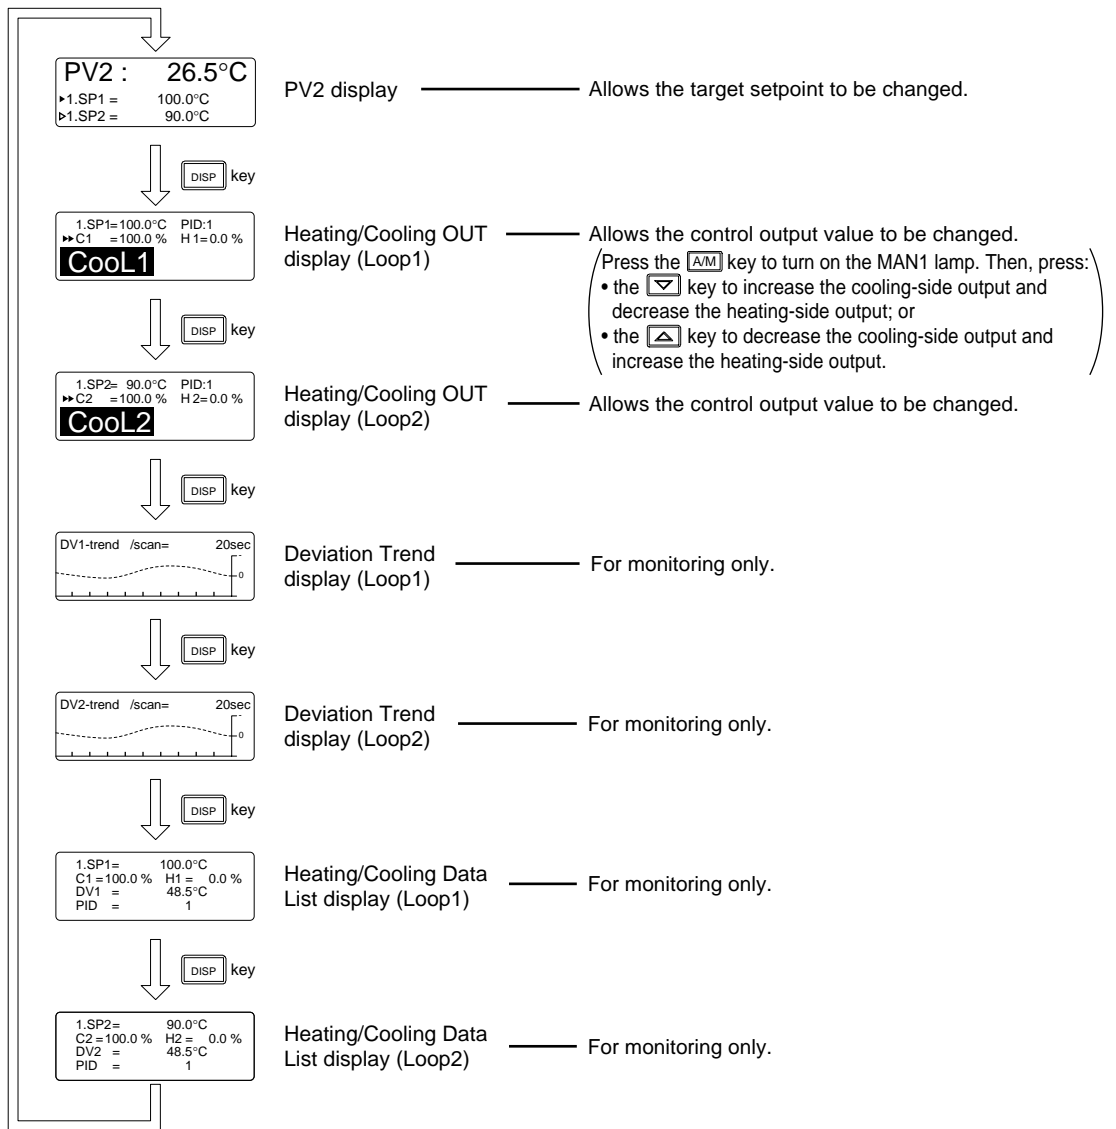 PV2 : 26.5°C
1.SP1 = 100.0°C
1.SP2 = 90.0°C
PV2 display
Allows the target setpoint to be changed.
DISP key
1.SP1=100.0°C PID:1
C1 =100.0 % H1=0.0 %
CooL1
Heating/Cooling OUT
display (Loop1)
Allows the control output value to be changed.
Press the A/M key to turn on the MAN1 lamp. Then, press:
• the ▽ key to increase the cooling-side output and
decrease the heating-side output; or
• the △ key to decrease the cooling-side output and
increase the heating-side output.
DISP key
1.SP2= 90.0°C PID:1
C2 =100.0 % H2=0.0 %
CooL2
Heating/Cooling OUT
display (Loop2)
Allows the control output value to be changed.
DISP key
DV1-trend /scan= 20sec
0
Deviation Trend
display (Loop1)
For monitoring only.
DISP key
DV2-trend /scan= 20sec
0
Deviation Trend
display (Loop2)
For monitoring only.
DISP key
1.SP1= 100.0°C
C1 =100.0 % H1 = 0.0 %
DV1 = 48.5°C
PID = 1
Heating/Cooling Data
List display (Loop1)
For monitoring only.
DISP key
1.SP2= 90.0°C
C2 =100.0 % H2 = 0.0 %
DV2 = 48.5°C
PID = 1
Heating/Cooling Data
List display (Loop2)
For monitoring only.